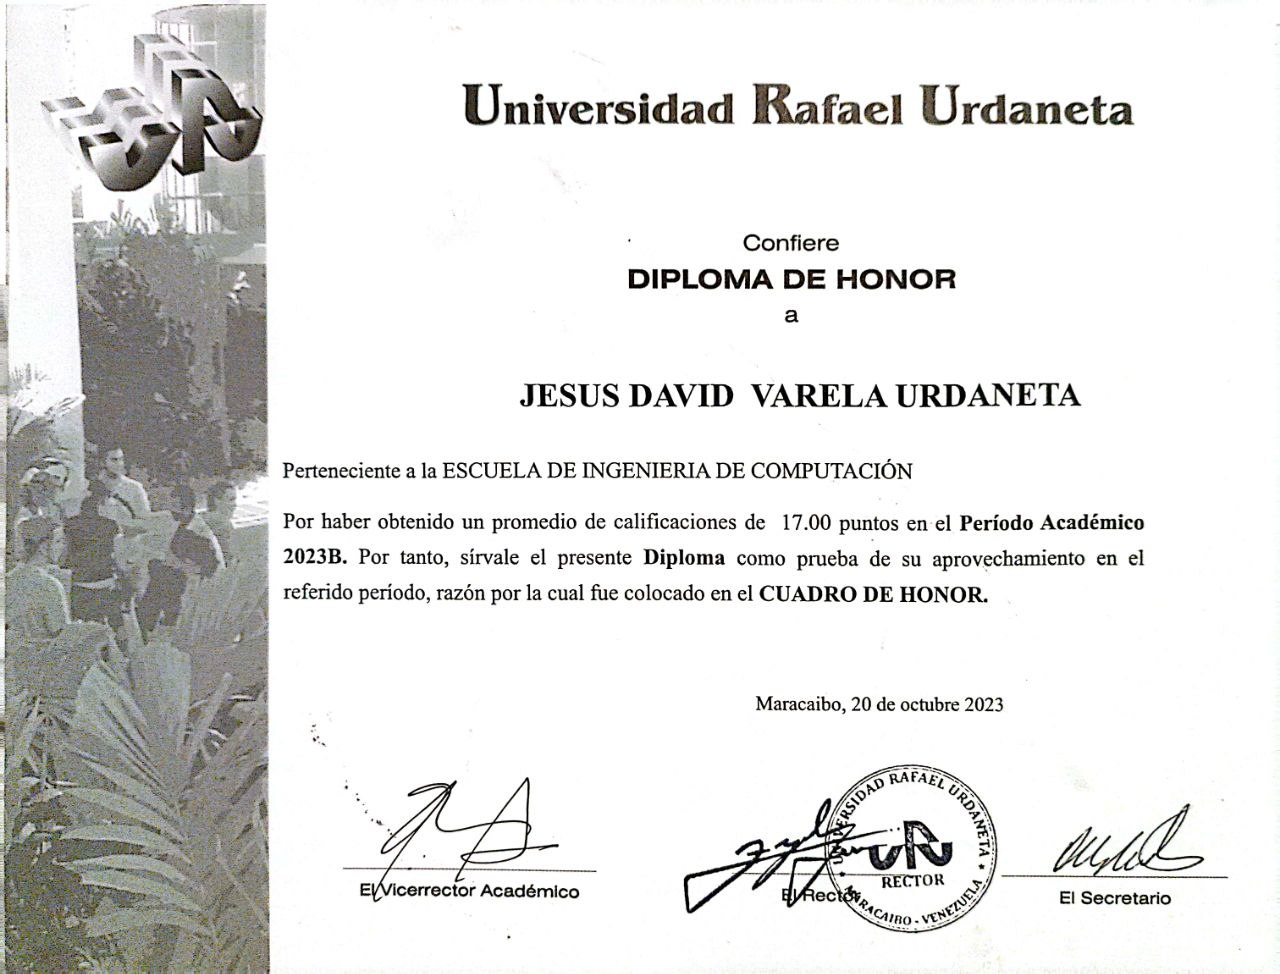 Universidad Rafael Urdaneta
Confiere
DIPLOMA DE HONOR
a
JESUS DAVID VARELA URDANETA
Perteneciente a la ESCUELA DE INGENIERIA DE COMPUTACIÓN
Por haber obtenido un promedio de calificaciones de 17.00 puntos en el Período Académico
2023B. Por tanto, sírvale el presente Diploma como prueba de su aprovechamiento en el
referido período, razón por la cual fue colocado en el CUADRO DE HONOR.
Maracaibo, 20 de octubre 2023
El Vicerrector Académico
El Rector
UNIVERSIDAD RAFAEL URDANETA
RECTOR
MARACAIBO - VENEZUELA
El Secretario